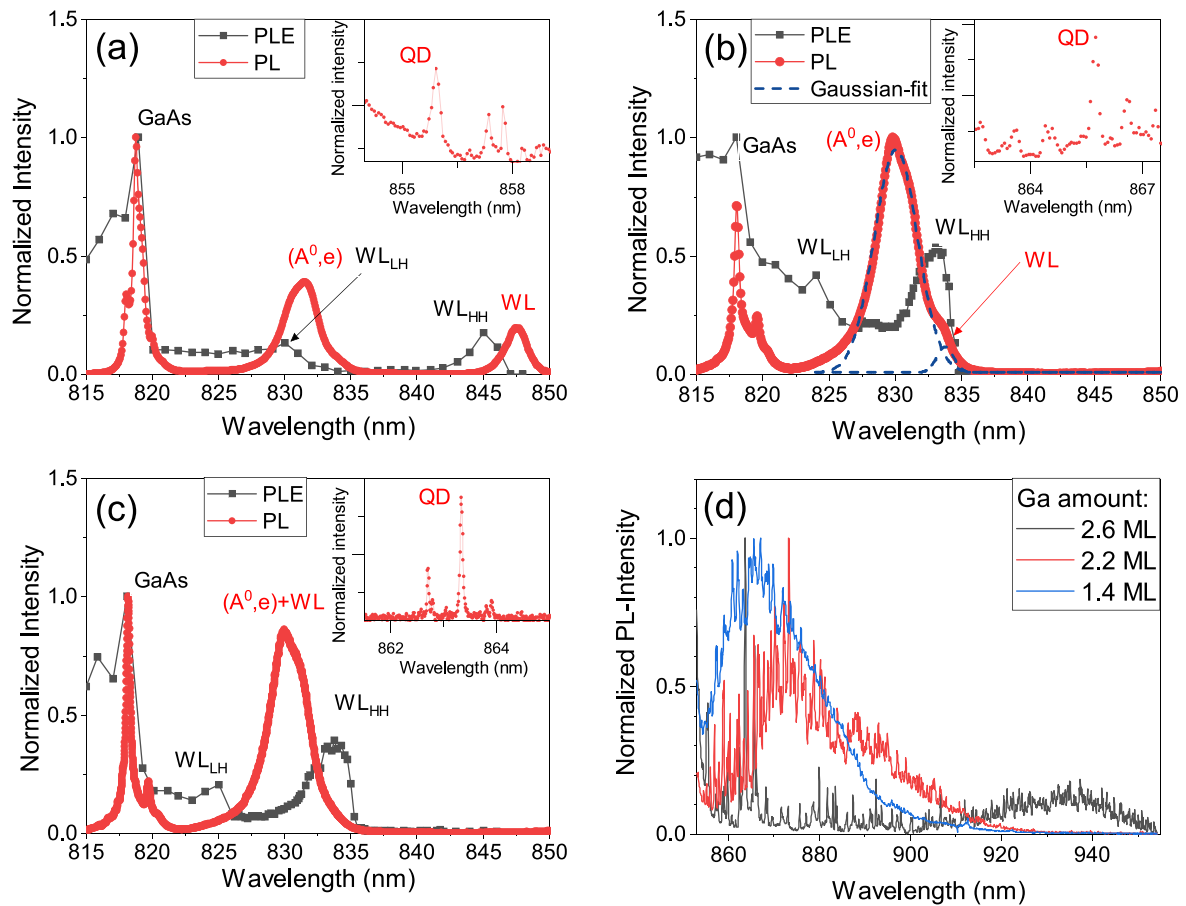 (a)
PLE
PL
GaAs
(A⁰,e)
WL_LH
WL_HH
WL
Normalized Intensity
1.5
1.0
0.5
0.0
815 820 825 830 835 840 845 850
Wavelength (nm)
QD
Normalized intensity
855 858
Wavelength (nm)
(b)
PLE
PL
Gaussian-fit
GaAs
(A⁰,e)
WL_LH
WL_HH
WL
Normalized Intensity
1.5
1.0
0.5
0.0
815 820 825 830 835 840 845 850
Wavelength (nm)
QD
Normalized intensity
864 867
Wavelength (nm)
(c)
PLE
PL
GaAs
(A⁰,e)+WL
WL_LH
WL_HH
Normalized Intensity
1.5
1.0
0.5
0.0
815 820 825 830 835 840 845 850
Wavelength (nm)
QD
Normalized intensity
862 864
Wavelength (nm)
(d)
Ga amount:
2.6 ML
2.2 ML
1.4 ML
Normalized PL-Intensity
1.0
0.5
0.0
860 880 900 920 940
Wavelength (nm)